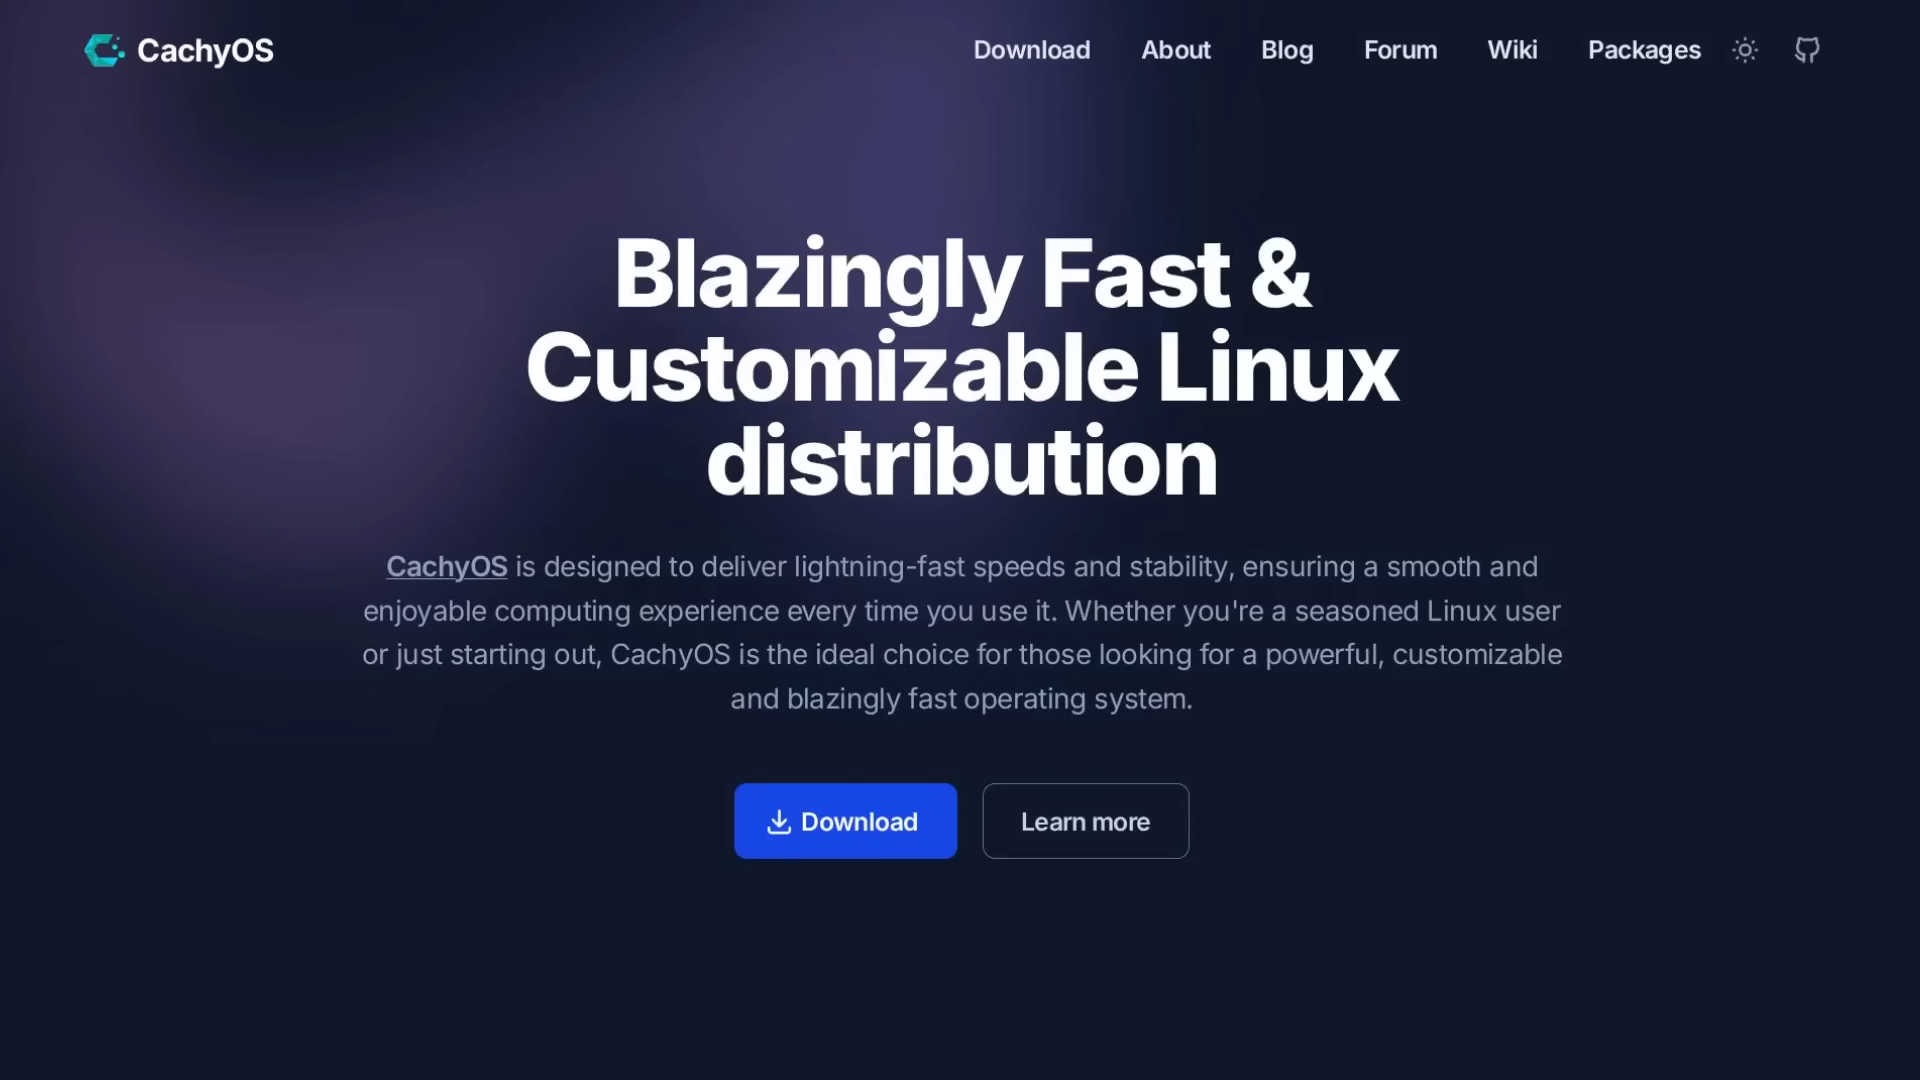 CachyOS
Download About Blog Forum Wiki Packages
Blazingly Fast &
Customizable Linux
distribution
CachyOS is designed to deliver lightning-fast speeds and stability, ensuring a smooth and
enjoyable computing experience every time you use it. Whether you're a seasoned Linux user
or just starting out, CachyOS is the ideal choice for those looking for a powerful, customizable
and blazingly fast operating system.
Download
Learn more